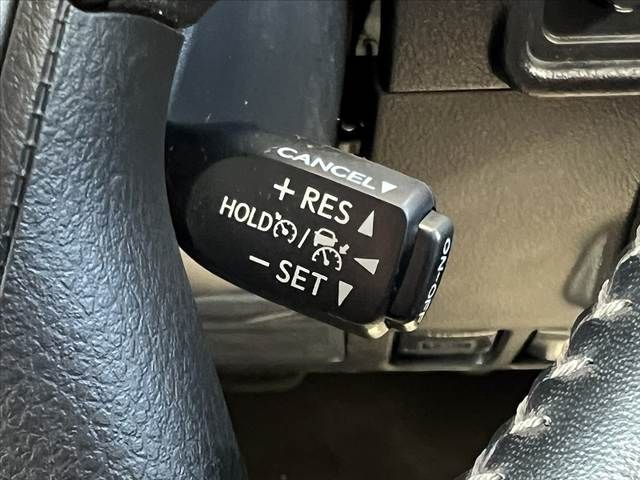 CANCEL▼
+ RES ▲
HOLD /
− SET ▼
ON-OFF